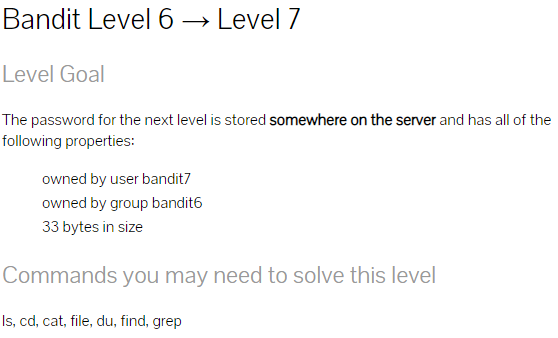 Bandit Level 6 → Level 7
Level Goal
The password for the next level is stored somewhere on the server and has all of the
following properties:
owned by user bandit7
owned by group bandit6
33 bytes in size
Commands you may need to solve this level
ls, cd, cat, file, du, find, grep